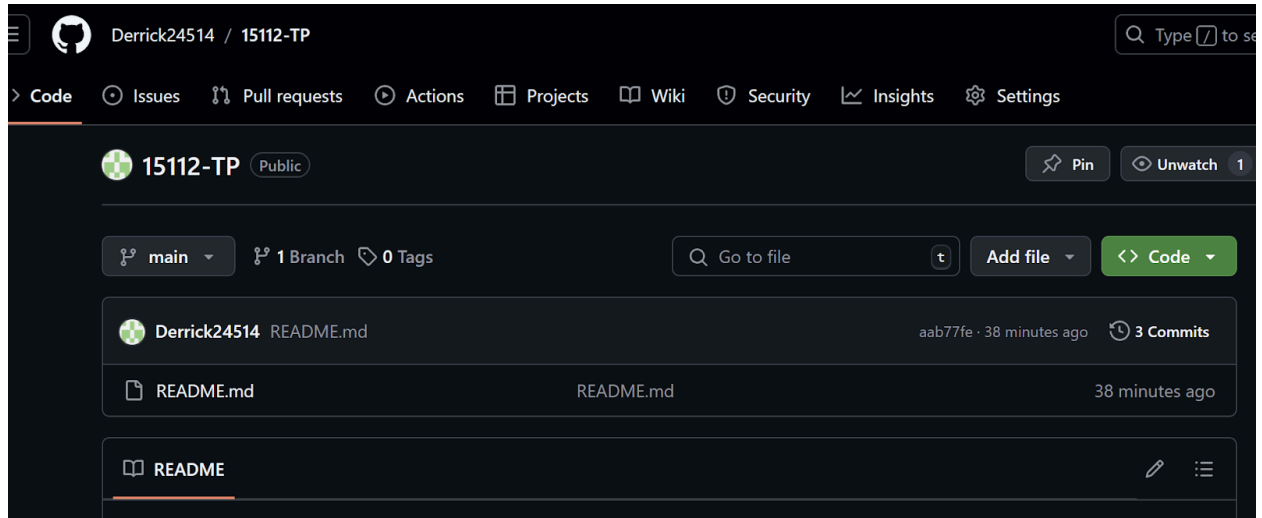 Derrick24514 / 15112-TP Type / to se
Code Issues Pull requests Actions Projects Wiki Security Insights Settings
15112-TP Public Pin Unwatch 1
main 1 Branch 0 Tags Go to file t Add file <> Code
Derrick24514 README.md aab77fe · 38 minutes ago 3 Commits
README.md README.md 38 minutes ago
README